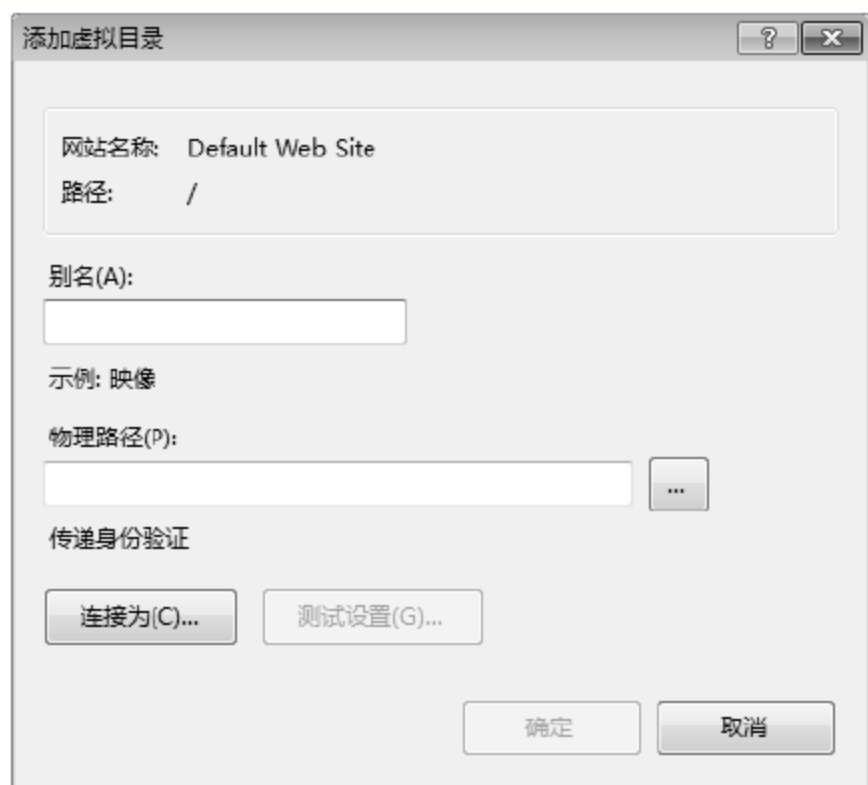 添加虚拟目录
网站名称: Default Web Site
路径: /
别名(A):
示例: 映像
物理路径(P):
...
传递身份验证
连接为(C)... 测试设置(G)...
确定 取消